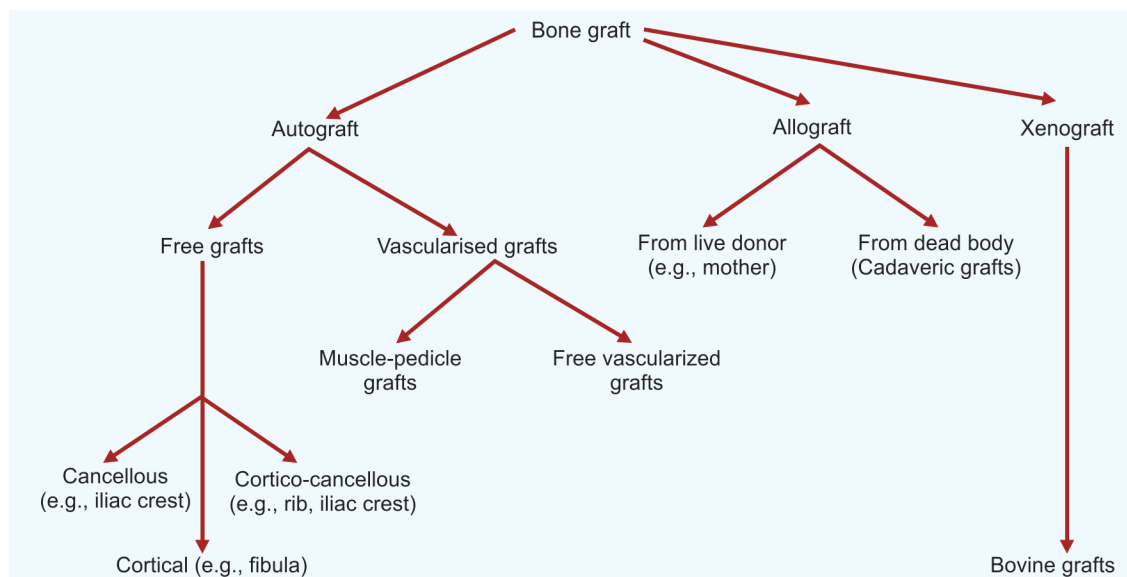 Bone graft
Autograft
Allograft
Xenograft
Free grafts
Vascularised grafts
From live donor
(e.g., mother)
From dead body
(Cadaveric grafts)
Muscle-pedicle
grafts
Free vascularized
grafts
Cancellous
(e.g., iliac crest)
Cortico-cancellous
(e.g., rib, iliac crest)
Cortical (e.g., fibula)
Bovine grafts